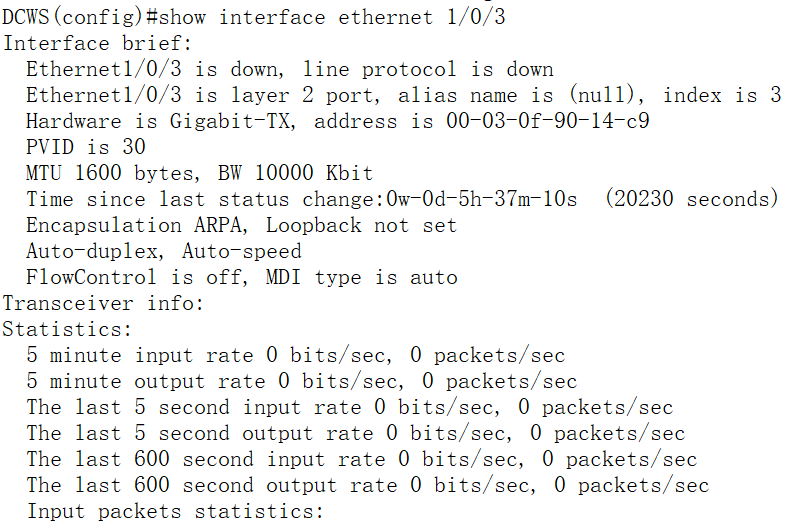 DCWS(config)#show interface ethernet 1/0/3
Interface brief:
  Ethernet1/0/3 is down, line protocol is down
  Ethernet1/0/3 is layer 2 port, alias name is (null), index is 3
  Hardware is Gigabit-TX, address is 00-03-0f-90-14-c9
  PVID is 30
  MTU 1600 bytes, BW 10000 Kbit
  Time since last status change:0w-0d-5h-37m-10s  (20230 seconds)
  Encapsulation ARPA, Loopback not set
  Auto-duplex, Auto-speed
  FlowControl is off, MDI type is auto
Transceiver info:
Statistics:
  5 minute input rate 0 bits/sec, 0 packets/sec
  5 minute output rate 0 bits/sec, 0 packets/sec
  The last 5 second input rate 0 bits/sec, 0 packets/sec
  The last 5 second output rate 0 bits/sec, 0 packets/sec
  The last 600 second input rate 0 bits/sec, 0 packets/sec
  The last 600 second output rate 0 bits/sec, 0 packets/sec
  Input packets statistics: